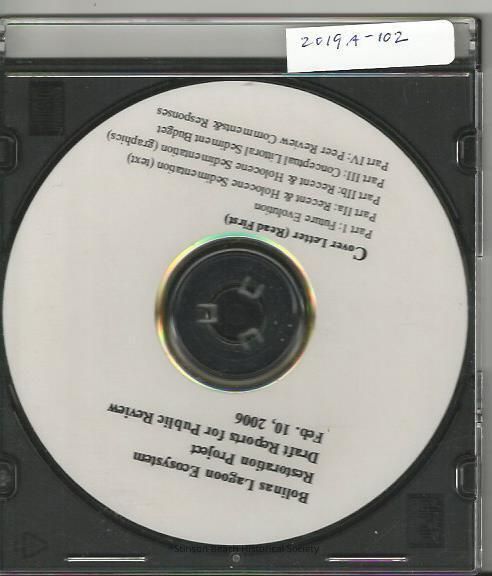 2019A-102
Bolinas Lagoon Ecosystem
Restoration Project
Draft Reports for Public Review
Feb. 10, 2006
Cover Letter (Read First)
Part I: Future Evolution
Part IIa: Recent & Holocene Sedimentation (text)
Part IIb: Recent & Holocene Sedimentation (graphics)
Part III: Conceptual Littoral Sediment Budget
Part IV: Peer Review Comments& Responses
Stinson Beach Historical Society